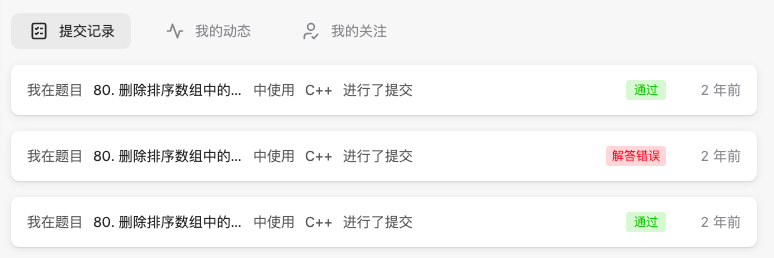 提交记录 我的动态 我的关注
我在题目 80. 删除排序数组中的... 中使用 C++ 进行了提交 通过 2 年前
我在题目 80. 删除排序数组中的... 中使用 C++ 进行了提交 解答错误 2 年前
我在题目 80. 删除排序数组中的... 中使用 C++ 进行了提交 通过 2 年前